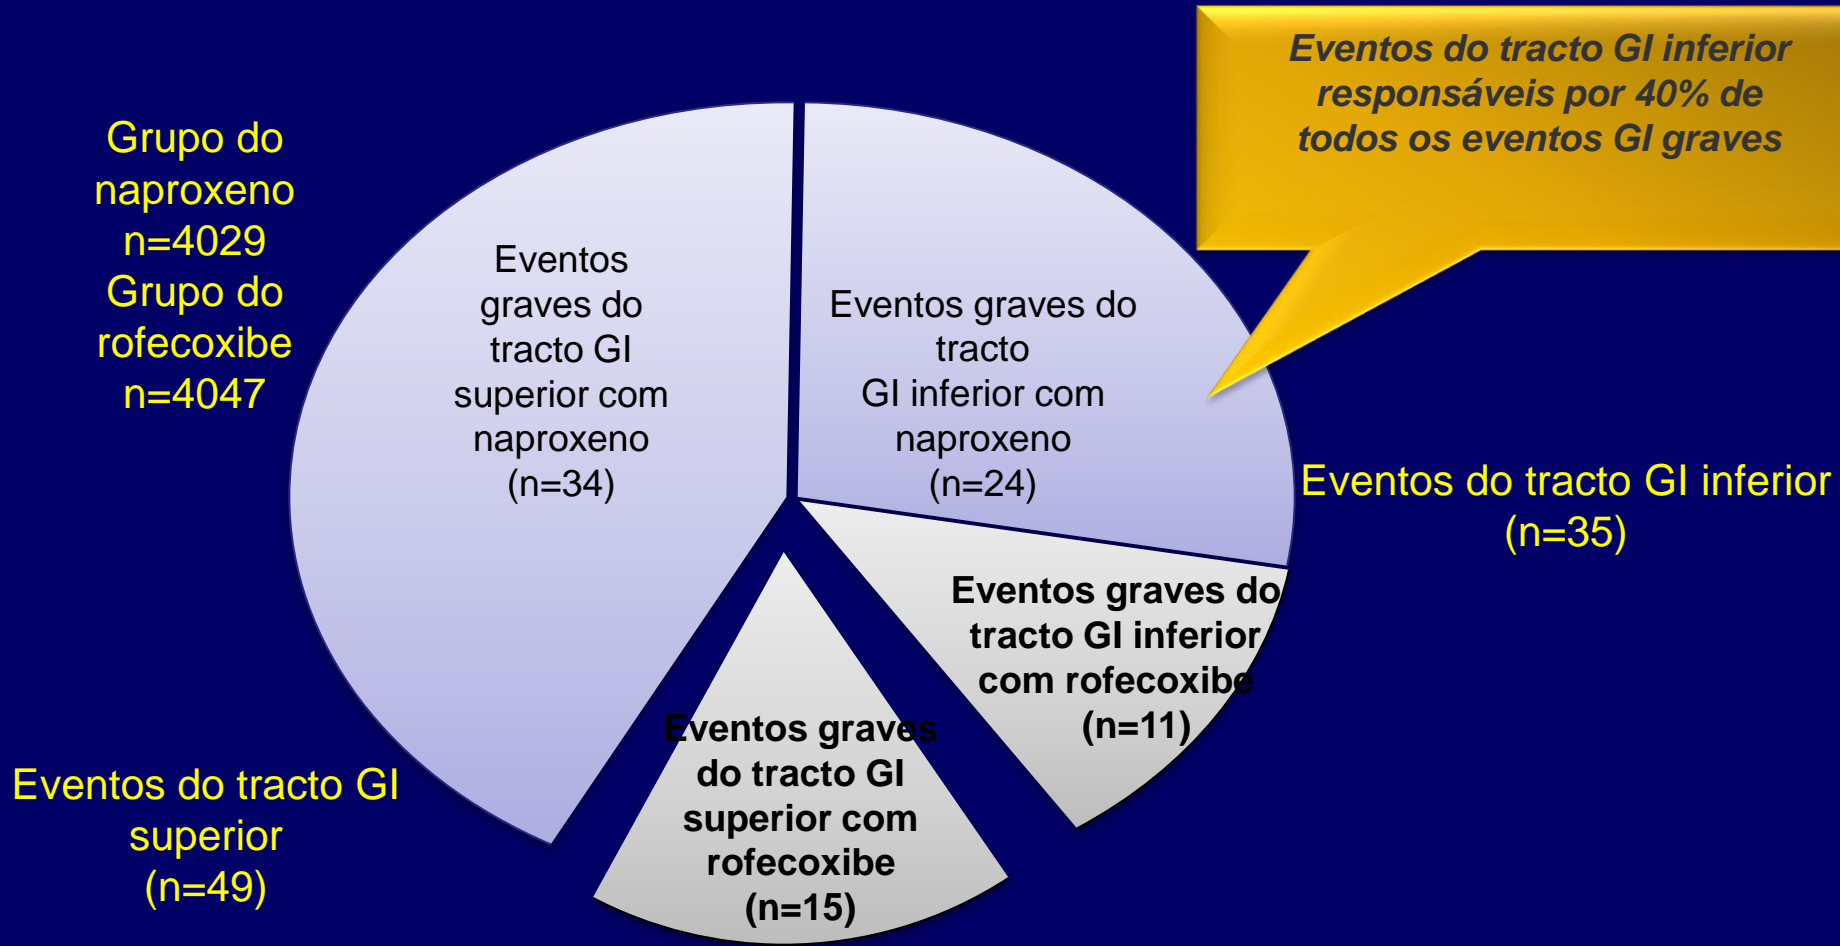 Eventos do tracto GI inferior
responsáveis por 40% de
todos os eventos GI graves
Grupo do
naproxeno
n=4029
Grupo do
rofecoxibe
n=4047
Eventos
graves do
tracto GI
superior com
naproxeno
(n=34)
Eventos graves do
tracto
GI inferior com
naproxeno
(n=24)
Eventos do tracto GI inferior
(n=35)
Eventos graves do
tracto GI inferior
com rofecoxibe
(n=11)
Eventos graves
do tracto GI
superior com
rofecoxibe
(n=15)
Eventos do tracto GI
superior
(n=49)